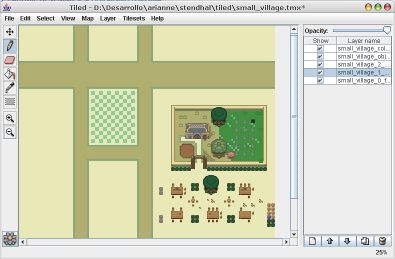 Tiled - D:\Desarrollo\arianne\stendhal\tiled\small_village.tmx*
File Edit Select View Map Layer Tilesets Help
Opacity:
Show Layer name
small_village_col...
small_village_obj...
small_village_2_...
small_village_1_...
small_village_0_f...
25%